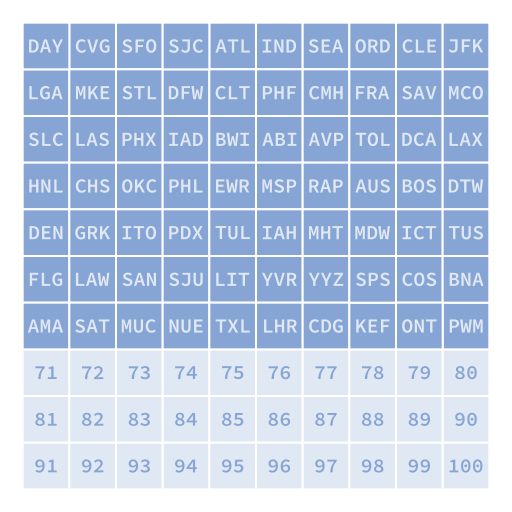 DAY CVG SFO SJC ATL IND SEA ORD CLE JFK
LGA MKE STL DFW CLT PHF CMH FRA SAV MCO
SLC LAS PHX IAD BWI ABI AVP TOL DCA LAX
HNL CHS OKC PHL EWR MSP RAP AUS BOS DTW
DEN GRK ITO PDX TUL IAH MHT MDW ICT TUS
FLG LAW SAN SJU LIT YVR YYZ SPS COS BNA
AMA SAT MUC NUE TXL LHR CDG KEF ONT PWM
71 72 73 74 75 76 77 78 79 80
81 82 83 84 85 86 87 88 89 90
91 92 93 94 95 96 97 98 99 100